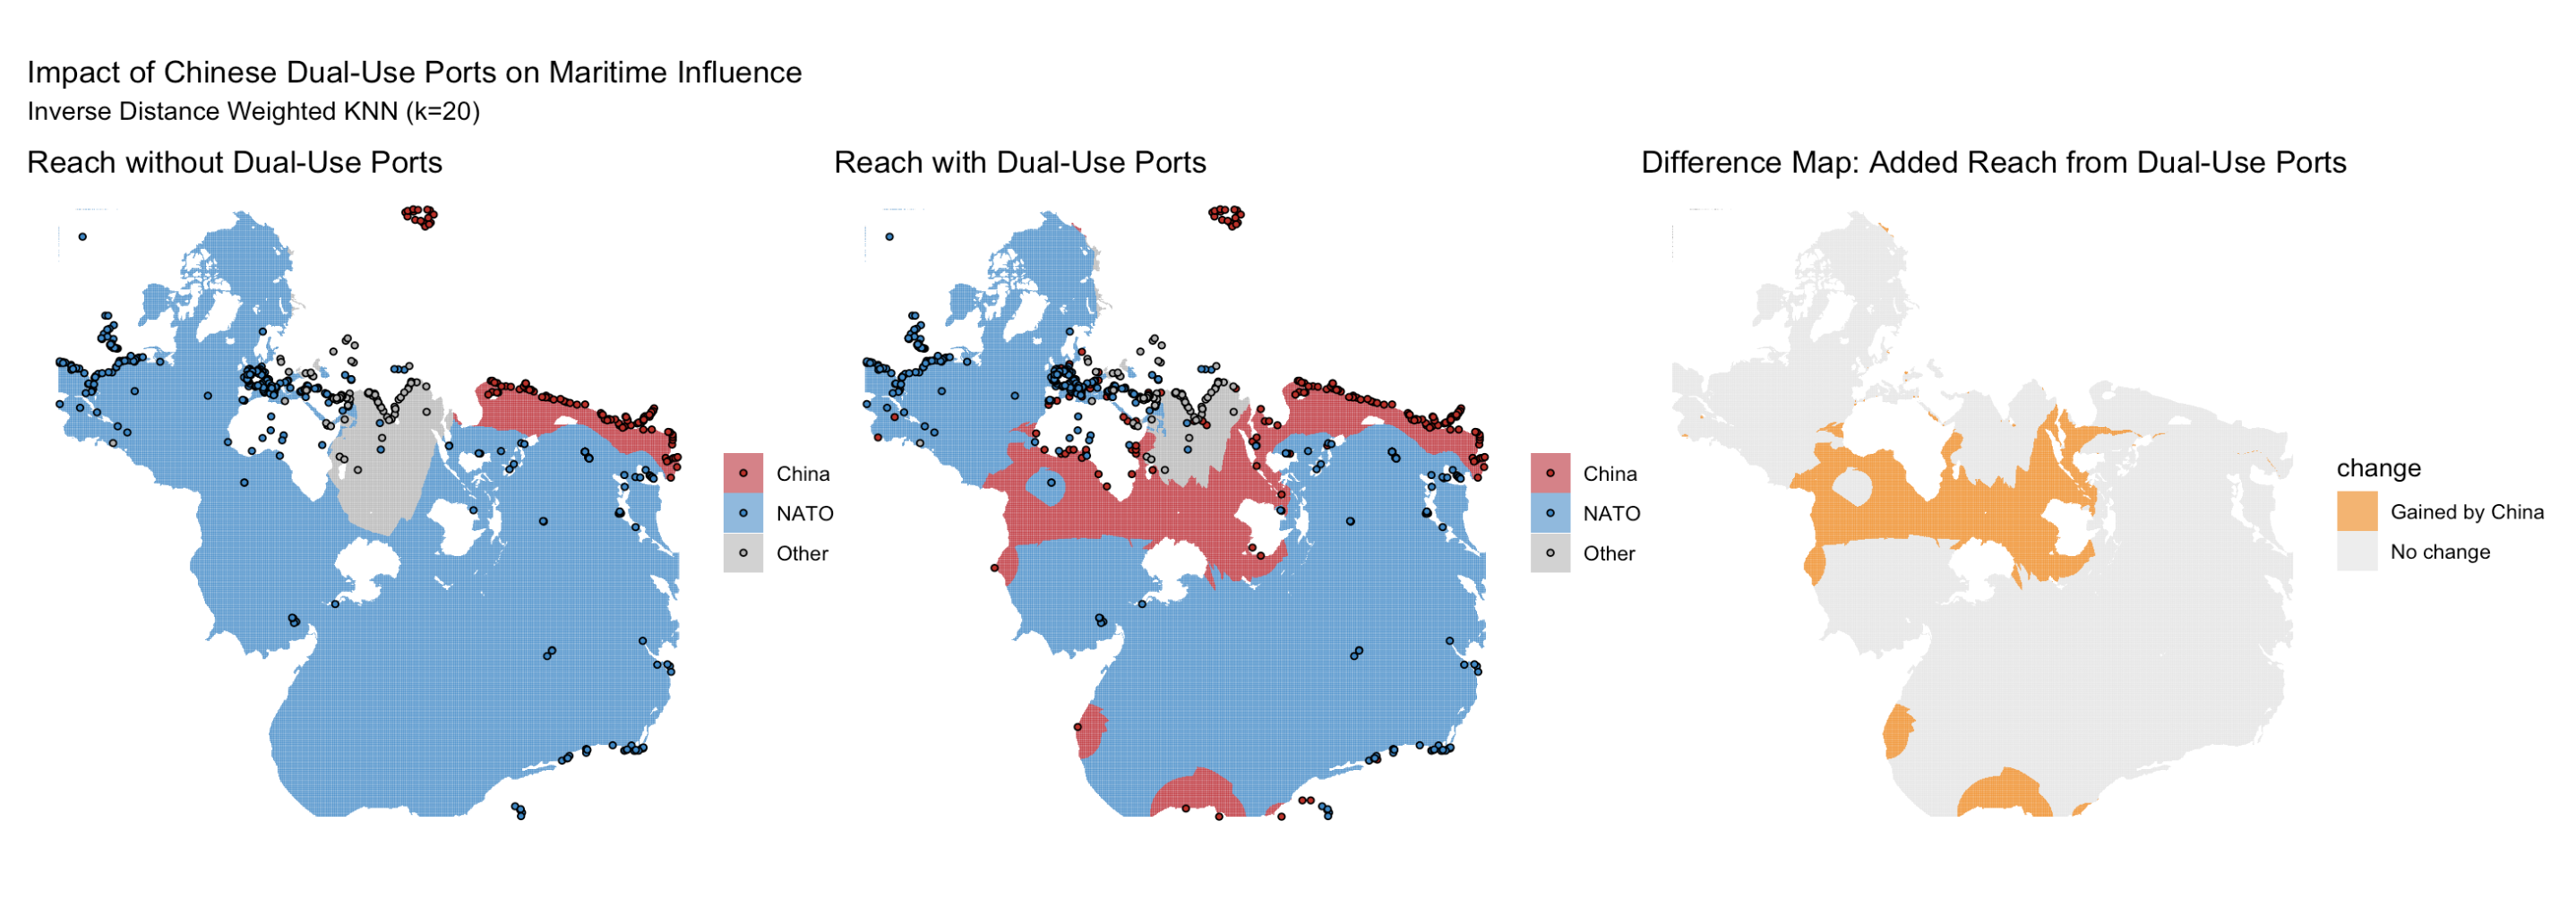 Impact of Chinese Dual-Use Ports on Maritime Influence
Inverse Distance Weighted KNN (k=20)
Reach without Dual-Use Ports
China
NATO
Other
Reach with Dual-Use Ports
China
NATO
Other
Difference Map: Added Reach from Dual-Use Ports
change
Gained by China
No change